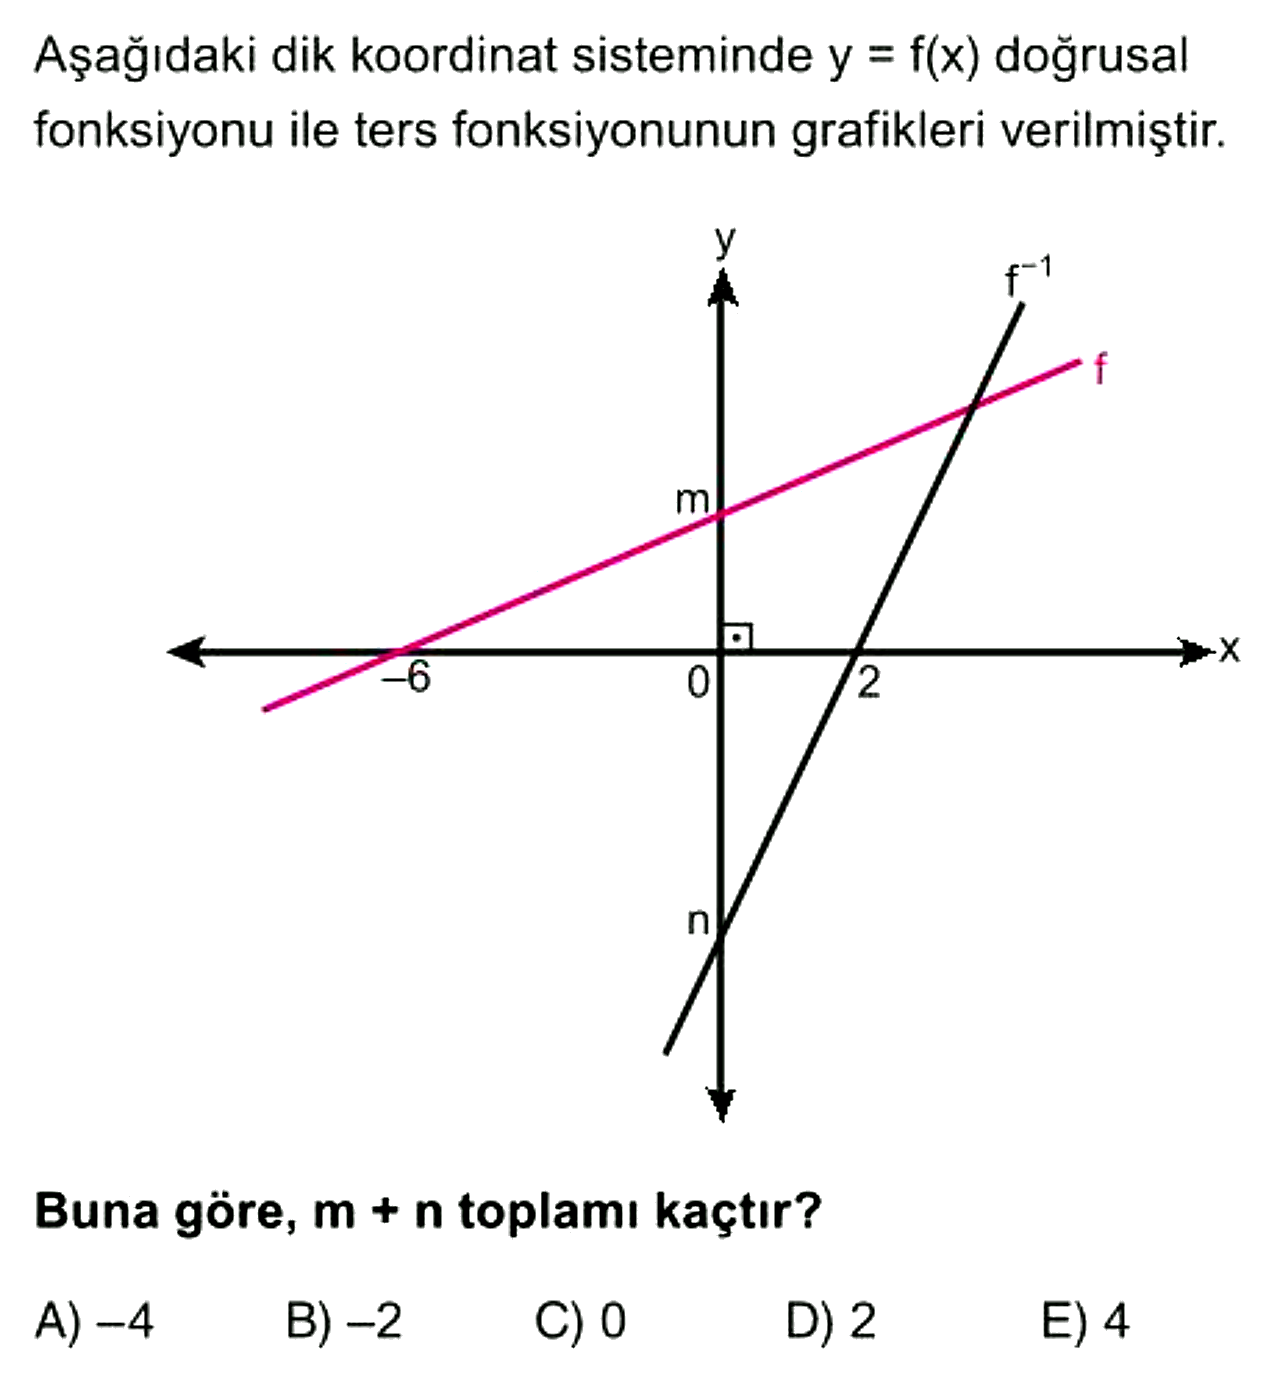 Aşağıdaki dik koordinat sisteminde y = f(x) doğrusal
fonksiyonu ile ters fonksiyonunun grafikleri verilmiştir.
y
f⁻¹
f
m
–6
0
2
x
n
Buna göre, m + n toplamı kaçtır?
A) –4 B) –2 C) 0 D) 2 E) 4